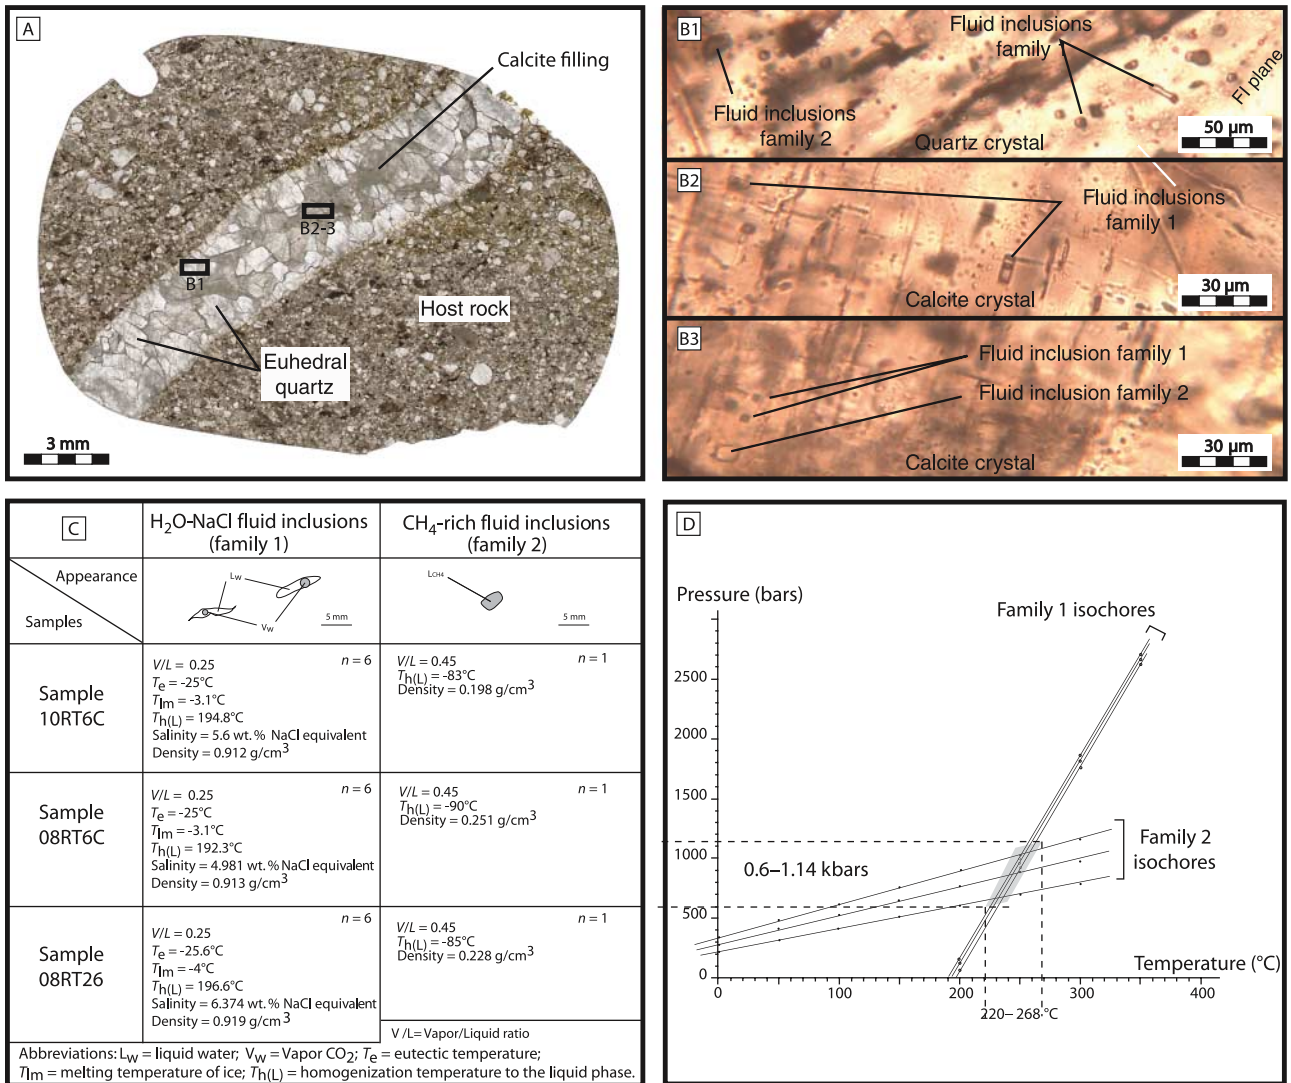 A
Calcite filling
B2-3
B1
Host rock
Euhedral
quartz
3 mm
B1
Fluid inclusions
family 1
Fluid inclusions
family 2
Quartz crystal
FI plane
50 µm
B2
Fluid inclusions
family 1
Calcite crystal
30 µm
B3
Fluid inclusion family 1
Fluid inclusion family 2
Calcite crystal
30 µm
C
H2O-NaCl fluid inclusions
(family 1)
CH4-rich fluid inclusions
(family 2)
Appearance
Samples
Lw
Vw
5 mm
LCH4
5 mm
Sample
10RT6C
n = 6
V/L = 0.25
Te = -25°C
Tlm = -3.1°C
Th(L) = 194.8°C
Salinity = 5.6 wt. % NaCl equivalent
Density = 0.912 g/cm3
n = 1
V/L = 0.45
Th(L) = -83°C
Density = 0.198 g/cm3
Sample
08RT6C
n = 6
V/L = 0.25
Te = -25°C
Tlm = -3.1°C
Th(L) = 192.3°C
Salinity = 4.981 wt. % NaCl equivalent
Density = 0.913 g/cm3
n = 1
V/L = 0.45
Th(L) = -90°C
Density = 0.251 g/cm3
Sample
08RT26
n = 6
V/L = 0.25
Te = -25.6°C
Tlm = -4°C
Th(L) = 196.6°C
Salinity = 6.374 wt. % NaCl equivalent
Density = 0.919 g/cm3
n = 1
V/L = 0.45
Th(L) = -85°C
Density = 0.228 g/cm3
V /L= Vapor/Liquid ratio
Abbreviations: Lw = liquid water; Vw = Vapor CO2; Te = eutectic temperature;
Tlm = melting temperature of ice; Th(L) = homogenization temperature to the liquid phase.
D
Pressure (bars)
Family 1 isochores
2500
2000
1500
1000
500
0
Family 2
isochores
0.6–1.14 kbars
Temperature (°C)
0
100
200
300
400
220– 268 °C